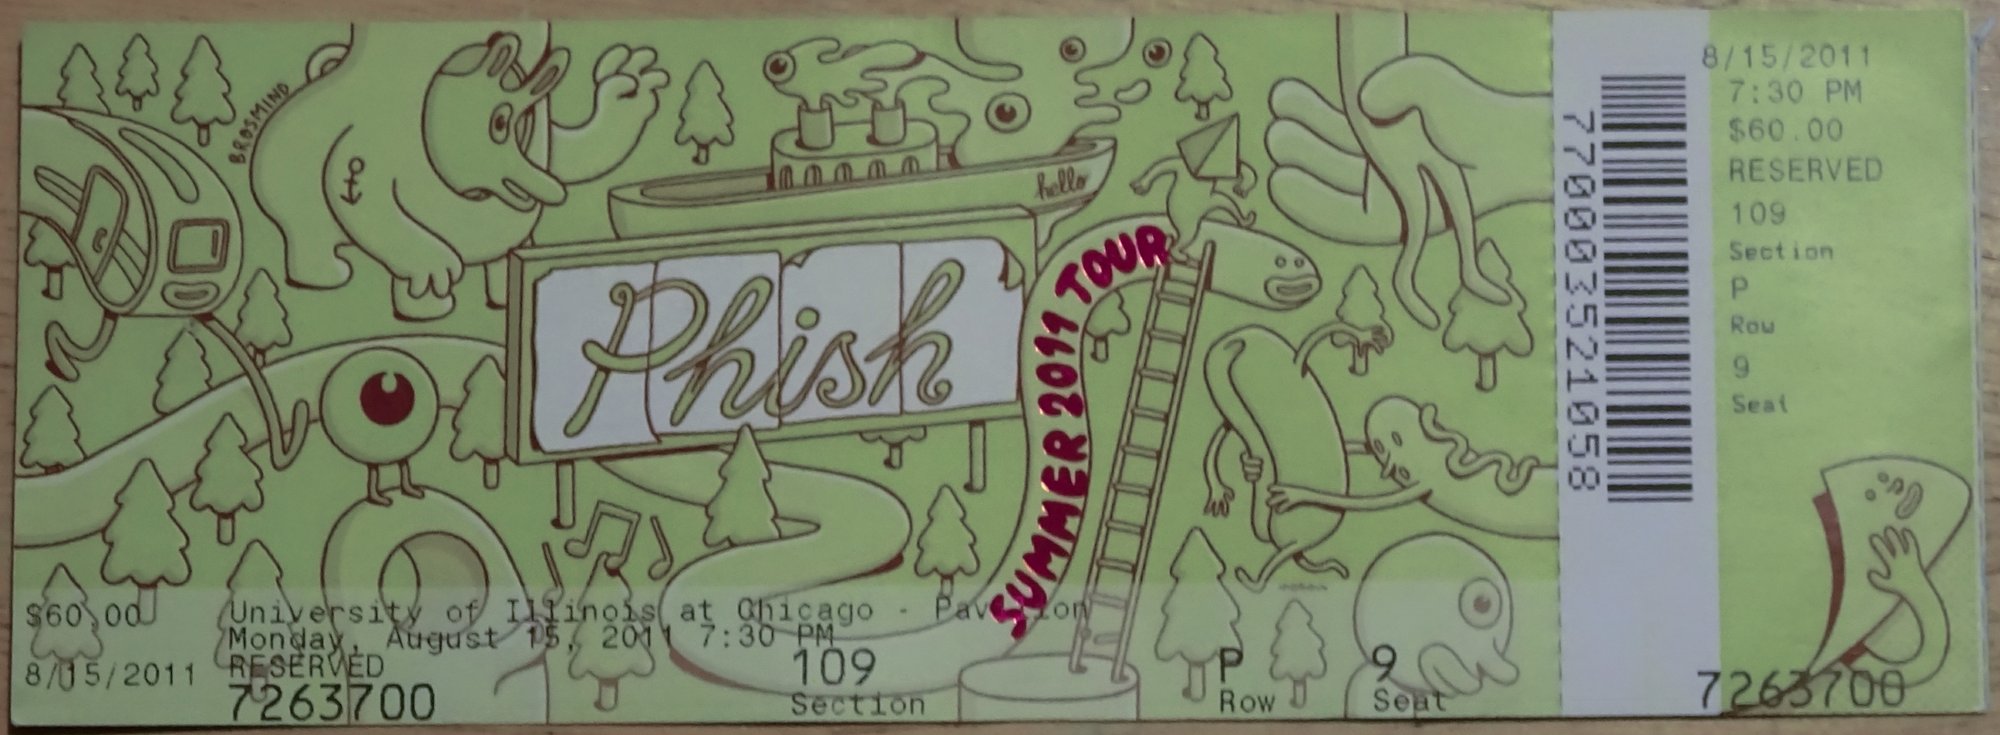 BROSMIND
hello
Phish
SUMMER 2011 TOUR
$60.00
University of Illinois at Chicago - Pavilion
Monday, August 15, 2011 7:30 PM
8/15/2011
RESERVED
7263700
109
Section
P
Row
9
Seat
770003521058
8/15/2011
7:30 PM
$60.00
RESERVED
109
Section
P
Row
9
Seat
7263700